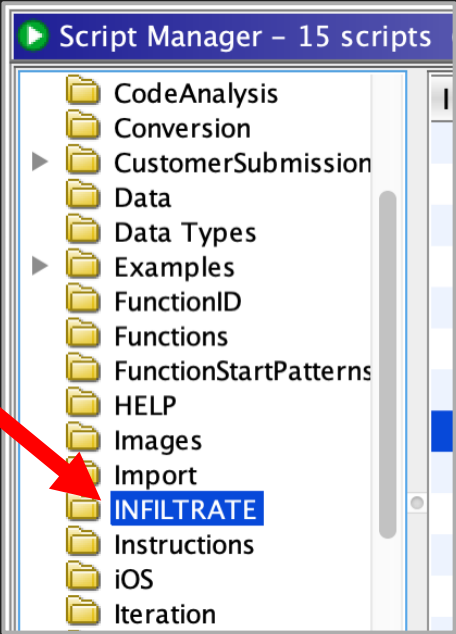 Script Manager – 15 scripts
CodeAnalysis
Conversion
CustomerSubmission
Data
Data Types
Examples
FunctionID
Functions
FunctionStartPatterns
HELP
Images
Import
INFILTRATE
Instructions
iOS
Iteration